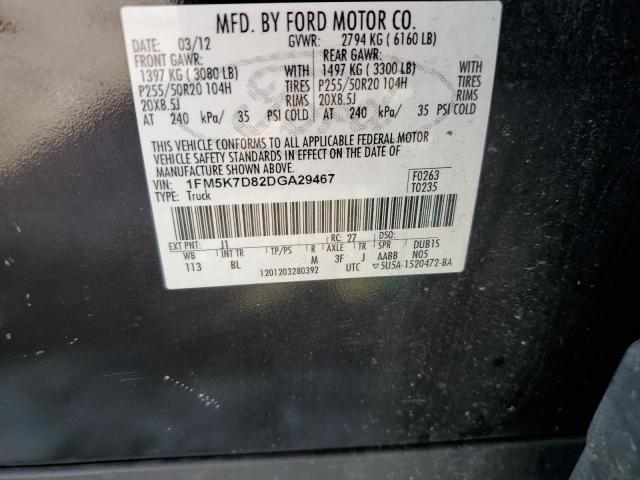 MFD. BY FORD MOTOR CO.
DATE: 03/12 GVWR: 2794 KG ( 6160 LB)
FRONT GAWR: REAR GAWR:
1397 KG ( 3080 LB) WITH 1497 KG ( 3300 LB) WITH
P255/50R20 104H TIRES P255/50R20 104H TIRES
20X8.5J RIMS 20X8.5J RIMS
AT 240 kPa/ 35 PSI COLD AT 240 kPa/ 35 PSI COLD
THIS VEHICLE CONFORMS TO ALL APPLICABLE FEDERAL MOTOR
VEHICLE SAFETY STANDARDS IN EFFECT ON THE DATE OF
MANUFACTURE SHOWN ABOVE.
VIN: 1FM5K7D82DGA29467 F0263
TYPE: Truck T0235
EXT PNT: J1 RC: 27 DSO:
WB INT TR TP/PS R AXLE TR SPR DUB1S
113 BL M 3F J AABB N05
1201203280392 UTC ▽5U5A-1520472-BA